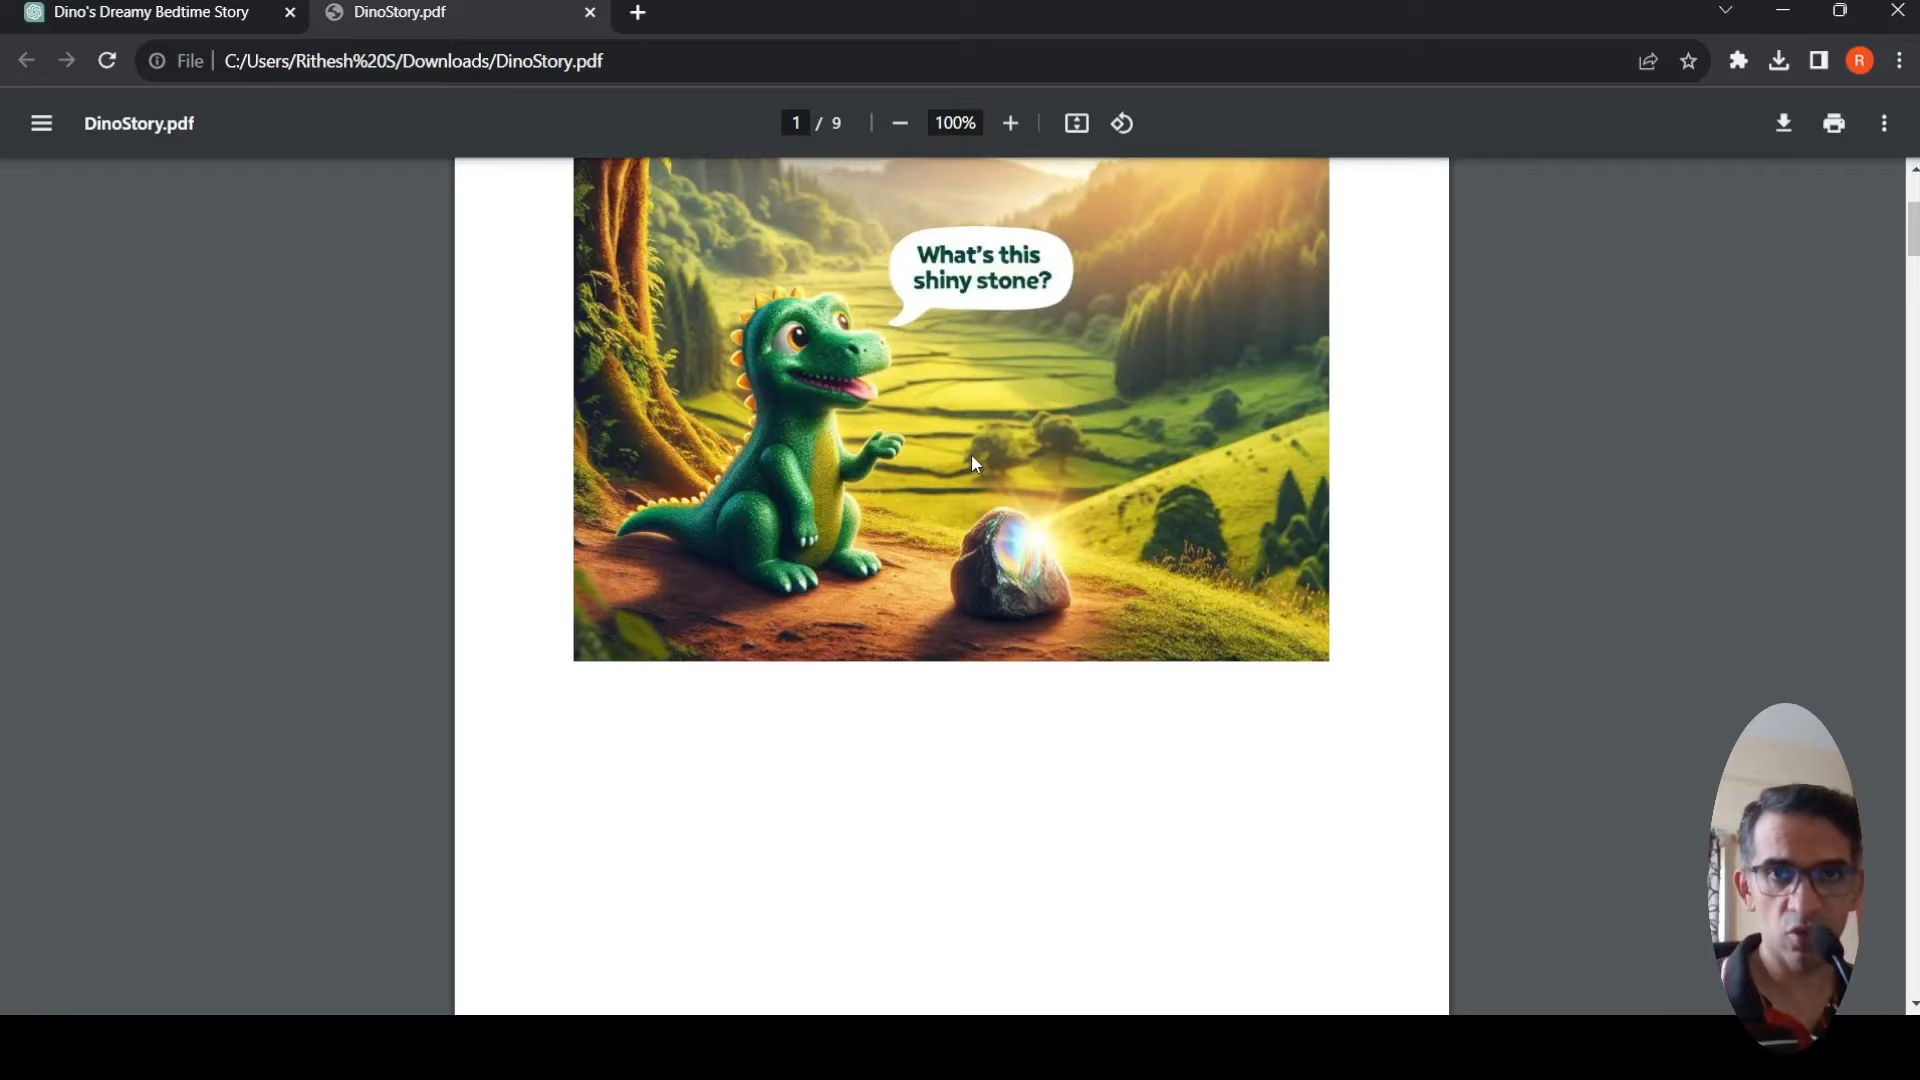 Dino's Dreamy Bedtime Story
DinoStory.pdf
File
C:/Users/Rithesh%20S/Downloads/DinoStory.pdf
R
DinoStory.pdf
1 / 9
100%
What's this
shiny stone?